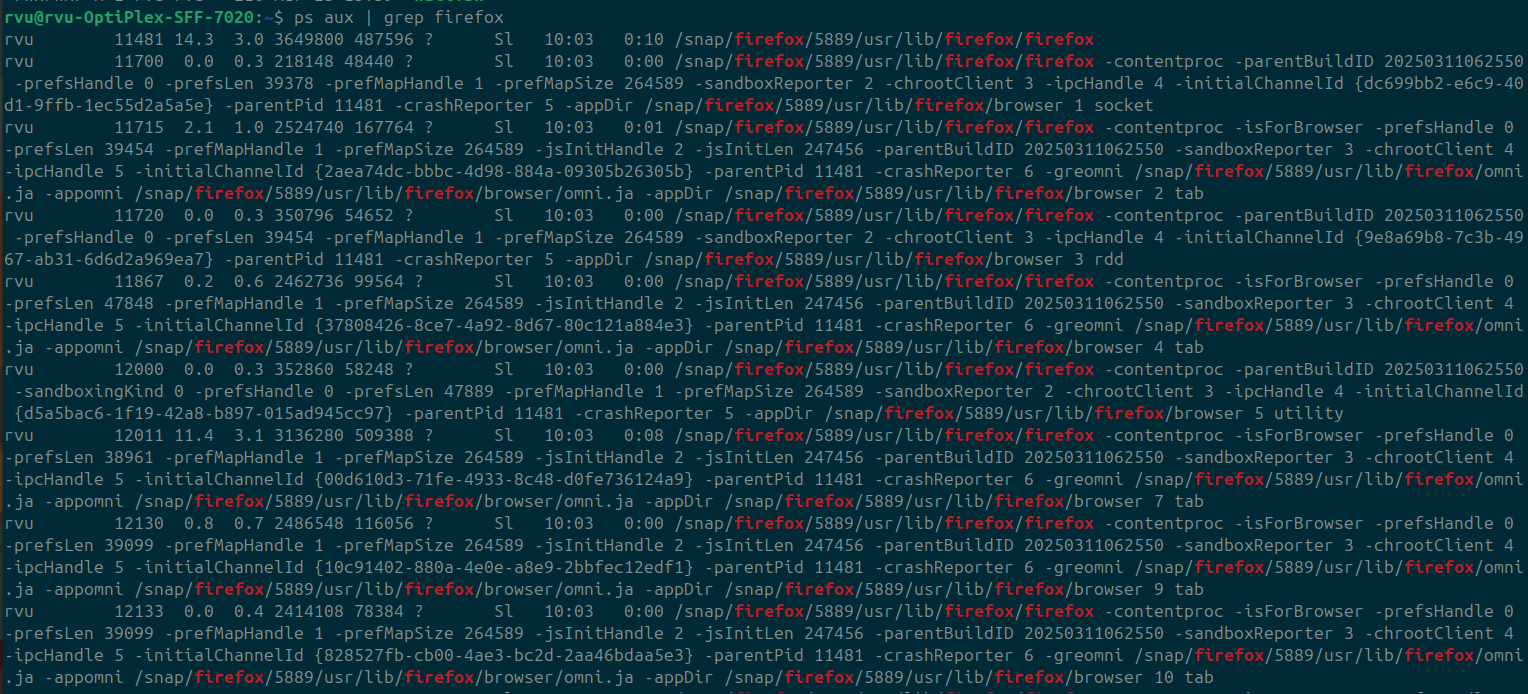 rvu@rvu-OptiPlex-SFF-7020:~$ ps aux | grep firefox
rvu 11481 14.3 3.0 3649800 487596 ? Sl 10:03 0:10 /snap/firefox/5889/usr/lib/firefox/firefox
rvu 11700 0.0 0.3 218148 48440 ? Sl 10:03 0:00 /snap/firefox/5889/usr/lib/firefox/firefox -contentproc -parentBuildID 20250311062550
-prefsHandle 0 -prefsLen 39378 -prefMapHandle 1 -prefMapSize 264589 -sandboxReporter 2 -chrootClient 3 -ipcHandle 4 -initialChannelId {dc699bb2-e6c9-40
d1-9ffb-1ec55d2a5a5e} -parentPid 11481 -crashReporter 5 -appDir /snap/firefox/5889/usr/lib/firefox/browser 1 socket
rvu 11715 2.1 1.0 2524740 167764 ? Sl 10:03 0:01 /snap/firefox/5889/usr/lib/firefox/firefox -contentproc -isForBrowser -prefsHandle 0
-prefsLen 39454 -prefMapHandle 1 -prefMapSize 264589 -jsInitHandle 2 -jsInitLen 247456 -parentBuildID 20250311062550 -sandboxReporter 3 -chrootClient 4
-ipcHandle 5 -initialChannelId {2aea74dc-bbbc-4d98-884a-09305b26305b} -parentPid 11481 -crashReporter 6 -greomni /snap/firefox/5889/usr/lib/firefox/omni
.ja -appomni /snap/firefox/5889/usr/lib/firefox/browser/omni.ja -appDir /snap/firefox/5889/usr/lib/firefox/browser 2 tab
rvu 11720 0.0 0.3 350796 54652 ? Sl 10:03 0:00 /snap/firefox/5889/usr/lib/firefox/firefox -contentproc -parentBuildID 20250311062550
-prefsHandle 0 -prefsLen 39454 -prefMapHandle 1 -prefMapSize 264589 -sandboxReporter 2 -chrootClient 3 -ipcHandle 4 -initialChannelId {9e8a69b8-7c3b-49
67-ab31-6d6d2a969ea7} -parentPid 11481 -crashReporter 5 -appDir /snap/firefox/5889/usr/lib/firefox/browser 3 rdd
rvu 11867 0.2 0.6 2462736 99564 ? Sl 10:03 0:00 /snap/firefox/5889/usr/lib/firefox/firefox -contentproc -isForBrowser -prefsHandle 0
-prefsLen 47848 -prefMapHandle 1 -prefMapSize 264589 -jsInitHandle 2 -jsInitLen 247456 -parentBuildID 20250311062550 -sandboxReporter 3 -chrootClient 4
-ipcHandle 5 -initialChannelId {37808426-8ce7-4a92-8d67-80c121a884e3} -parentPid 11481 -crashReporter 6 -greomni /snap/firefox/5889/usr/lib/firefox/omni
.ja -appomni /snap/firefox/5889/usr/lib/firefox/browser/omni.ja -appDir /snap/firefox/5889/usr/lib/firefox/browser 4 tab
rvu 12000 0.0 0.3 352860 58248 ? Sl 10:03 0:00 /snap/firefox/5889/usr/lib/firefox/firefox -contentproc -parentBuildID 20250311062550
-sandboxingKind 0 -prefsHandle 0 -prefsLen 47889 -prefMapHandle 1 -prefMapSize 264589 -sandboxReporter 2 -chrootClient 3 -ipcHandle 4 -initialChannelId
{d5a5bac6-1f19-42a8-b897-015ad945cc97} -parentPid 11481 -crashReporter 5 -appDir /snap/firefox/5889/usr/lib/firefox/browser 5 utility
rvu 12011 11.4 3.1 3136280 509388 ? Sl 10:03 0:08 /snap/firefox/5889/usr/lib/firefox/firefox -contentproc -isForBrowser -prefsHandle 0
-prefsLen 38961 -prefMapHandle 1 -prefMapSize 264589 -jsInitHandle 2 -jsInitLen 247456 -parentBuildID 20250311062550 -sandboxReporter 3 -chrootClient 4
-ipcHandle 5 -initialChannelId {00d610d3-71fe-4933-8c48-d0fe736124a9} -parentPid 11481 -crashReporter 6 -greomni /snap/firefox/5889/usr/lib/firefox/omni
.ja -appomni /snap/firefox/5889/usr/lib/firefox/browser/omni.ja -appDir /snap/firefox/5889/usr/lib/firefox/browser 7 tab
rvu 12130 0.8 0.7 2486548 116056 ? Sl 10:03 0:00 /snap/firefox/5889/usr/lib/firefox/firefox -contentproc -isForBrowser -prefsHandle 0
-prefsLen 39099 -prefMapHandle 1 -prefMapSize 264589 -jsInitHandle 2 -jsInitLen 247456 -parentBuildID 20250311062550 -sandboxReporter 3 -chrootClient 4
-ipcHandle 5 -initialChannelId {10c91402-880a-4e0e-a8e9-2bbfec12edf1} -parentPid 11481 -crashReporter 6 -greomni /snap/firefox/5889/usr/lib/firefox/omni
.ja -appomni /snap/firefox/5889/usr/lib/firefox/browser/omni.ja -appDir /snap/firefox/5889/usr/lib/firefox/browser 9 tab
rvu 12133 0.0 0.4 2414108 78384 ? Sl 10:03 0:00 /snap/firefox/5889/usr/lib/firefox/firefox -contentproc -isForBrowser -prefsHandle 0
-prefsLen 39099 -prefMapHandle 1 -prefMapSize 264589 -jsInitHandle 2 -jsInitLen 247456 -parentBuildID 20250311062550 -sandboxReporter 3 -chrootClient 4
-ipcHandle 5 -initialChannelId {828527fb-cb00-4ae3-bc2d-2aa46bdaa5e3} -parentPid 11481 -crashReporter 6 -greomni /snap/firefox/5889/usr/lib/firefox/omni
.ja -appomni /snap/firefox/5889/usr/lib/firefox/browser/omni.ja -appDir /snap/firefox/5889/usr/lib/firefox/browser 10 tab